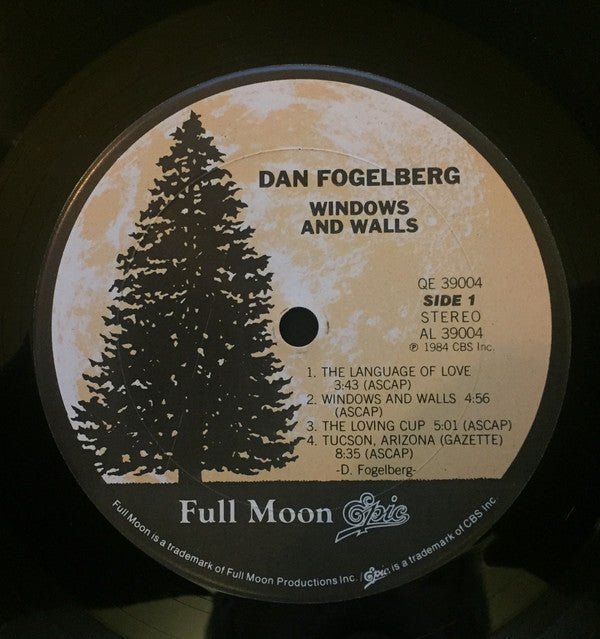 DAN FOGELBERG
WINDOWS
AND WALLS
QE 39004
SIDE 1
STEREO
AL 39004
℗ 1984 CBS Inc.
1. THE LANGUAGE OF LOVE
3:43 (ASCAP)
2. WINDOWS AND WALLS 4:56
(ASCAP)
3. THE LOVING CUP 5:01 (ASCAP)
4. TUCSON, ARIZONA (GAZETTE)
8:35 (ASCAP)
-D. Fogelberg-
Full Moon Epic
Full Moon is a trademark of Full Moon Productions Inc./Epic is a trademark of CBS Inc.